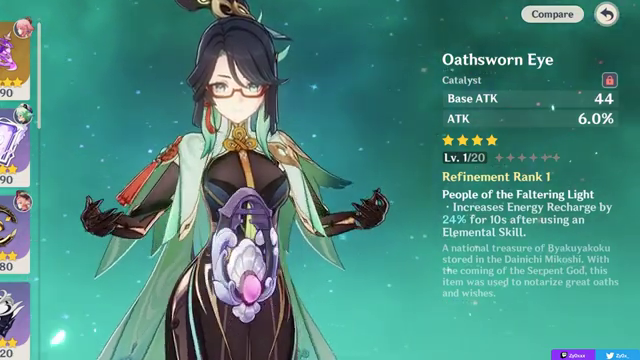 Compare
Oathsworn Eye
Catalyst
Base ATK 44
ATK 6.0%
Lv. 1/20
Refinement Rank 1
People of the Faltering Light
· Increases Energy Recharge by
24% for 10s after using an
Elemental Skill.
A national treasure of Byakuyakoku
stored in the Dainichi Mikoshi. With
the coming of the Serpent God, this
item was used to notarize great oaths
and wishes.
90
90
80
20